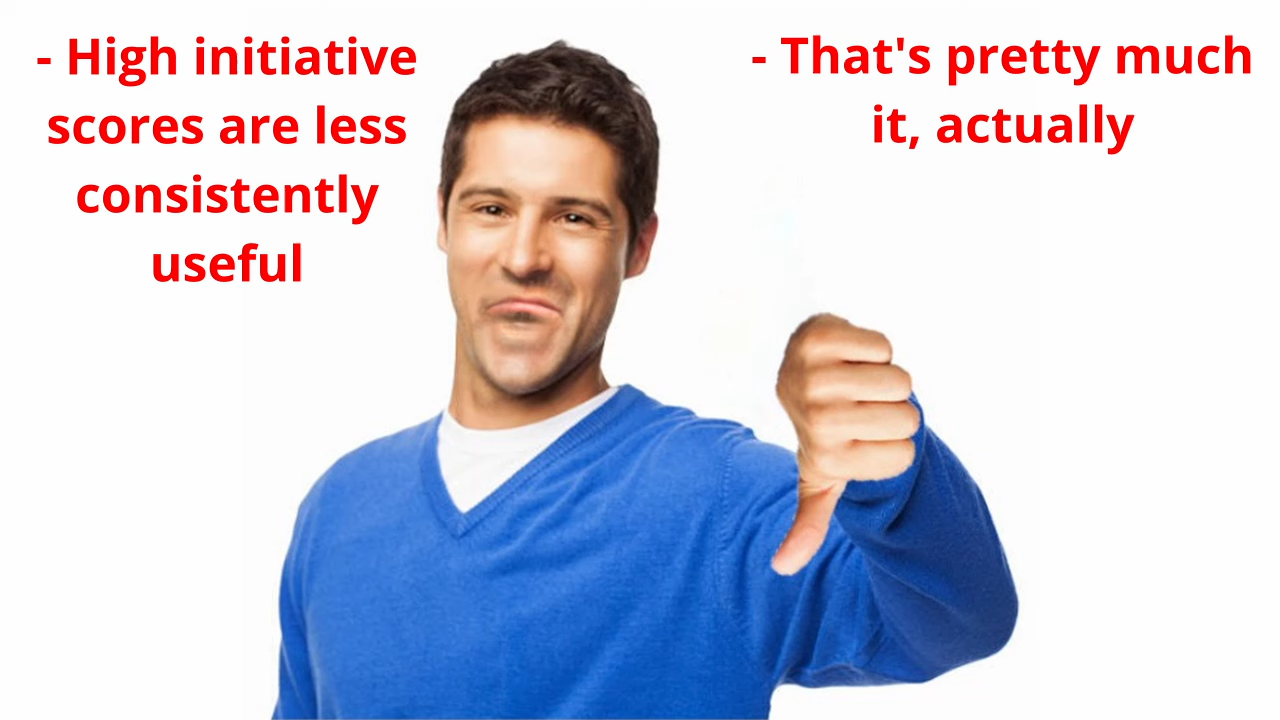 - High initiative
scores are less
consistently
useful
- That's pretty much
it, actually